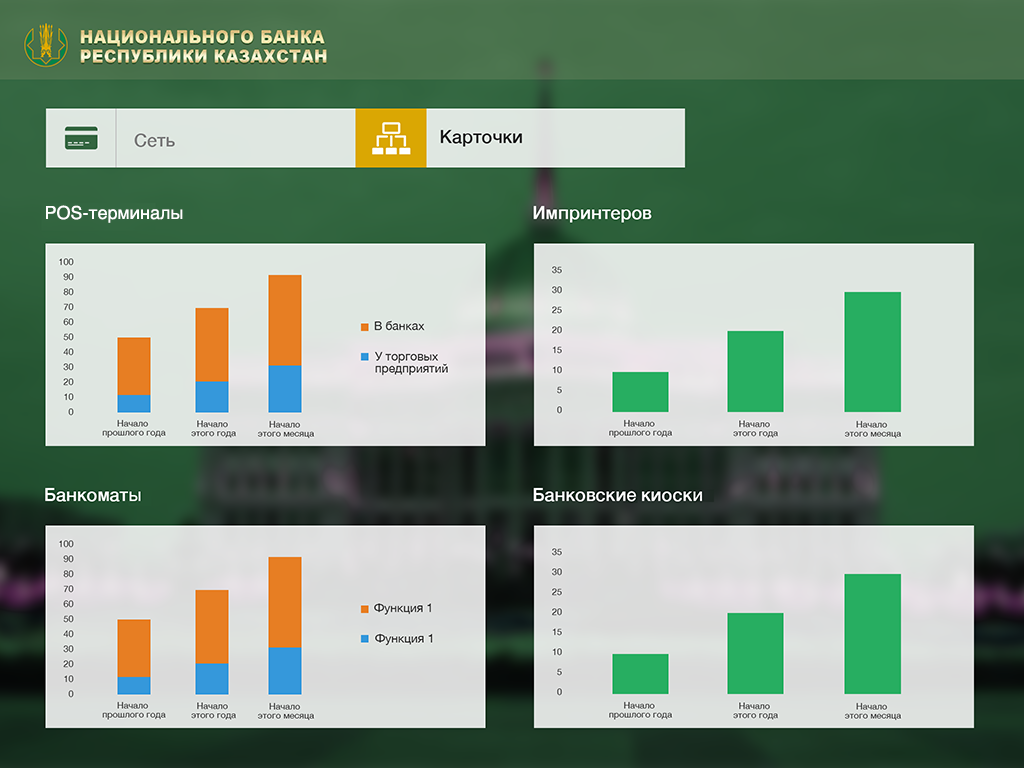 НАЦИОНАЛЬНОГО БАНКА
РЕСПУБЛИКИ КАЗАХСТАН
Сеть
Карточки
POS-терминалы
100
90
80
70
60
50
40
30
20
10
0
Начало
прошлого года
Начало
этого года
Начало
этого месяца
В банках
У торговых
предприятий
Импринтеров
35
30
25
20
15
10
5
0
Начало
прошлого года
Начало
этого года
Начало
этого месяца
Банкоматы
100
90
80
70
60
50
40
30
20
10
0
Начало
прошлого года
Начало
этого года
Начало
этого месяца
Функция 1
Функция 1
Банковские киоски
35
30
25
20
15
10
5
0
Начало
прошлого года
Начало
этого года
Начало
этого месяца